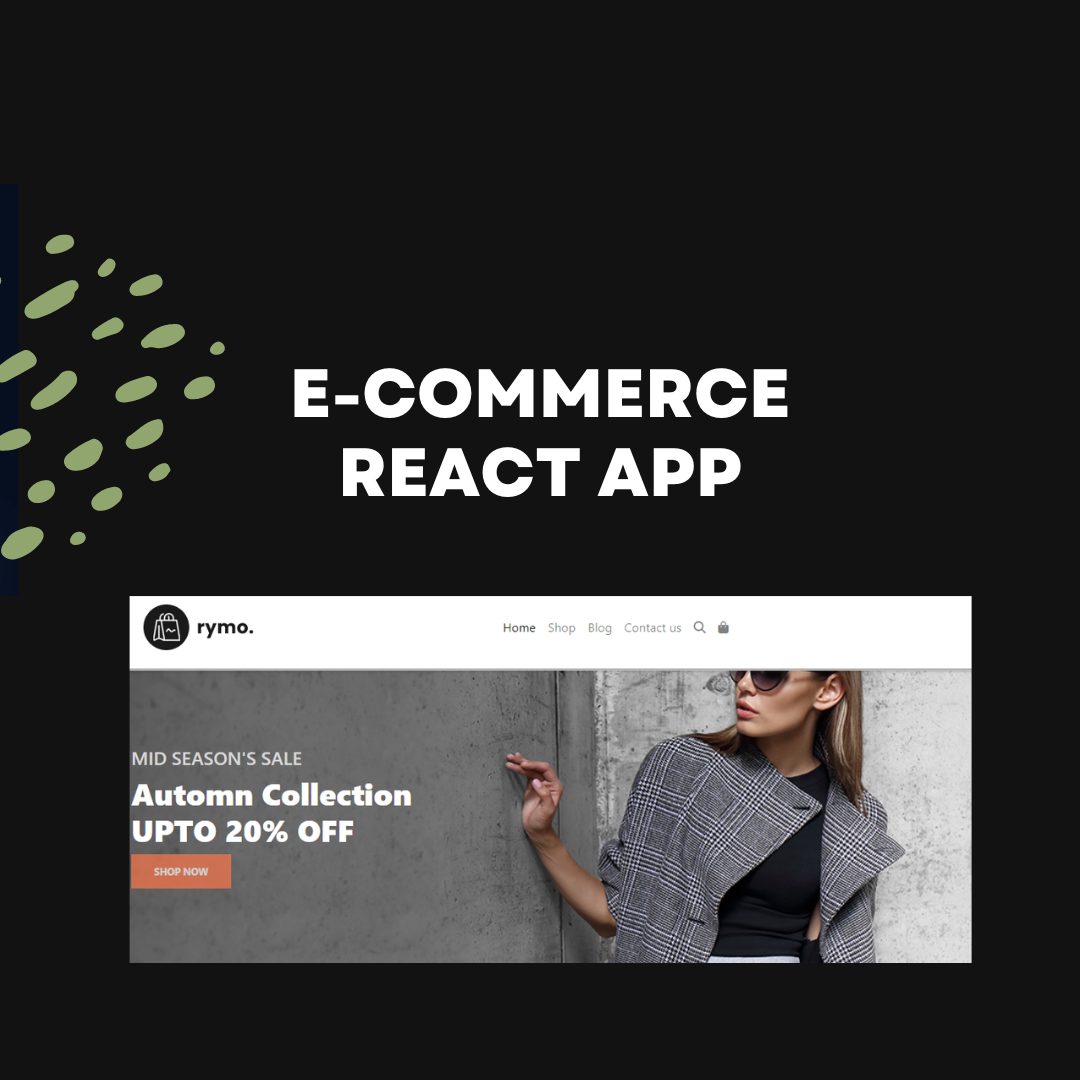 E-COMMERCE
REACT APP
rymo.
Home Shop Blog Contact us
MID SEASON'S SALE
Automn Collection
UPTO 20% OFF
SHOP NOW